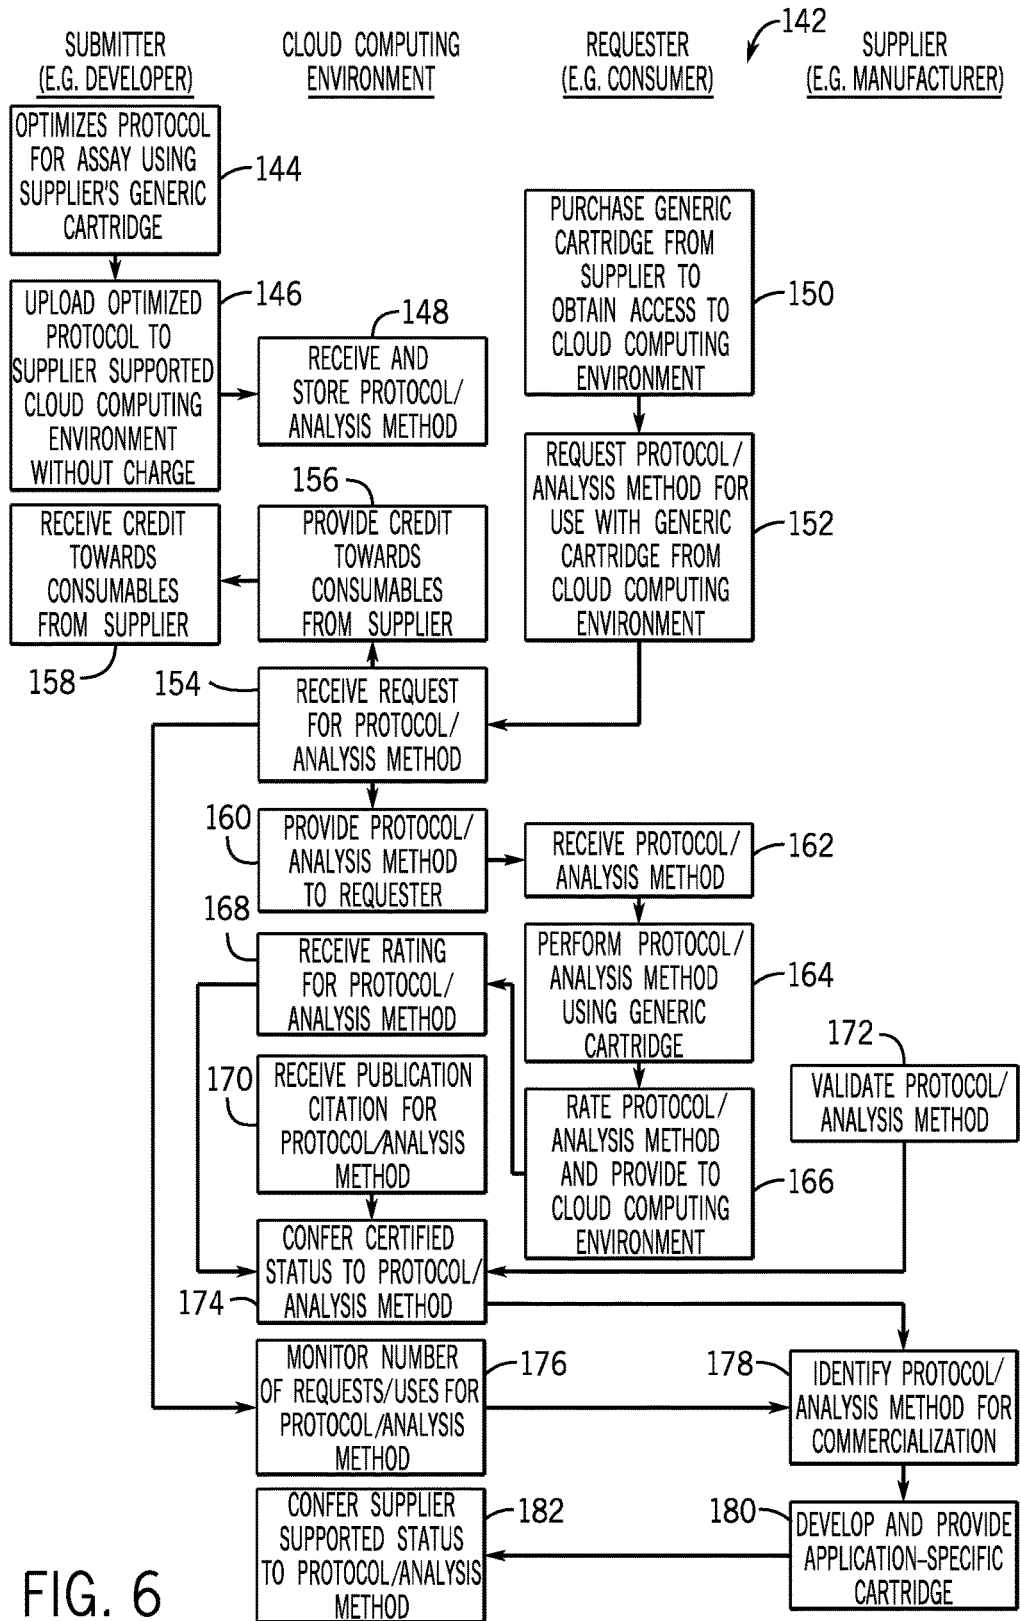 142
SUBMITTER
(E.G. DEVELOPER)
CLOUD COMPUTING
ENVIRONMENT
REQUESTER
(E.G. CONSUMER)
SUPPLIER
(E.G. MANUFACTURER)
OPTIMIZES PROTOCOL
FOR ASSAY USING
SUPPLIER'S GENERIC
CARTRIDGE
144
UPLOAD OPTIMIZED
PROTOCOL TO
SUPPLIER SUPPORTED
CLOUD COMPUTING
ENVIRONMENT
WITHOUT CHARGE
146
148
RECEIVE AND
STORE PROTOCOL/
ANALYSIS METHOD
PURCHASE GENERIC
CARTRIDGE FROM
SUPPLIER TO
OBTAIN ACCESS TO
CLOUD COMPUTING
ENVIRONMENT
150
REQUEST PROTOCOL/
ANALYSIS METHOD FOR
USE WITH GENERIC
CARTRIDGE FROM
CLOUD COMPUTING
ENVIRONMENT
152
156
PROVIDE CREDIT
TOWARDS
CONSUMABLES
FROM SUPPLIER
RECEIVE CREDIT
TOWARDS
CONSUMABLES
FROM SUPPLIER
158
154
RECEIVE REQUEST
FOR PROTOCOL/
ANALYSIS METHOD
160
PROVIDE PROTOCOL/
ANALYSIS METHOD
TO REQUESTER
RECEIVE PROTOCOL/
ANALYSIS METHOD
162
168
RECEIVE RATING
FOR PROTOCOL/
ANALYSIS METHOD
PERFORM PROTOCOL/
ANALYSIS METHOD
USING GENERIC
CARTRIDGE
164
170
RECEIVE PUBLICATION
CITATION FOR
PROTOCOL/ANALYSIS
METHOD
RATE PROTOCOL/
ANALYSIS METHOD
AND PROVIDE TO
CLOUD COMPUTING
ENVIRONMENT
166
172
VALIDATE PROTOCOL/
ANALYSIS METHOD
CONFER CERTIFIED
STATUS TO PROTOCOL/
ANALYSIS METHOD
174
MONITOR NUMBER
OF REQUESTS/USES FOR
PROTOCOL/ANALYSIS
METHOD
176
178
IDENTIFY PROTOCOL/
ANALYSIS METHOD FOR
COMMERCIALIZATION
CONFER SUPPLIER
SUPPORTED STATUS
TO PROTOCOL/ANALYSIS
METHOD
182
180
DEVELOP AND PROVIDE
APPLICATION-SPECIFIC
CARTRIDGE
FIG. 6